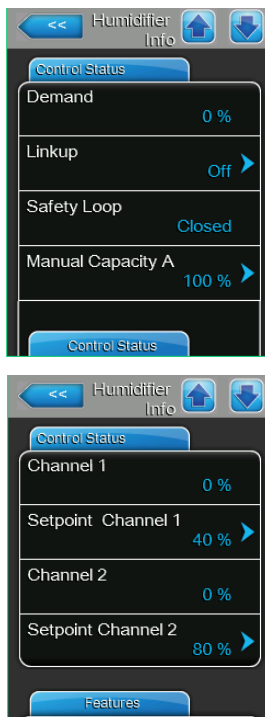 << Humidifier
Info
Control Status
Demand
0 %
Linkup
Off
Safety Loop
Closed
Manual Capacity A
100 %
Control Status
<< Humidifier
Info
Control Status
Channel 1
0 %
Setpoint Channel 1
40 %
Channel 2
0 %
Setpoint Channel 2
80 %
Features